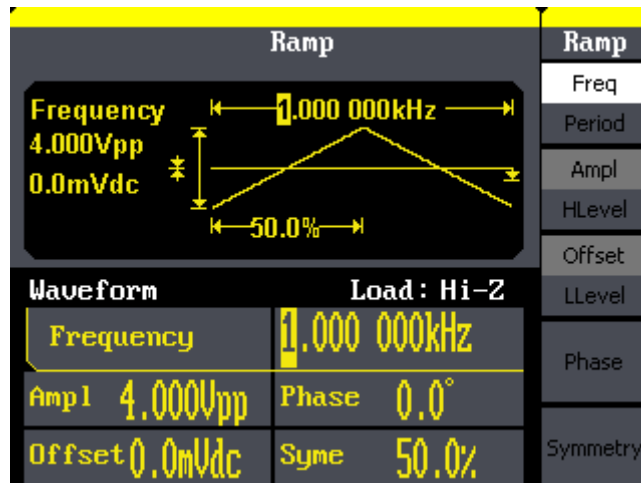 Ramp
Frequency 1.000 000kHz
4.000Vpp
0.0mVdc
50.0%
Waveform Load: Hi-Z
Frequency 1.000 000kHz
Ampl 4.000Vpp Phase 0.0°
Offset 0.0mVdc Syme 50.0%
Ramp
Freq
Period
Ampl
HLevel
Offset
LLevel
Phase
Symmetry